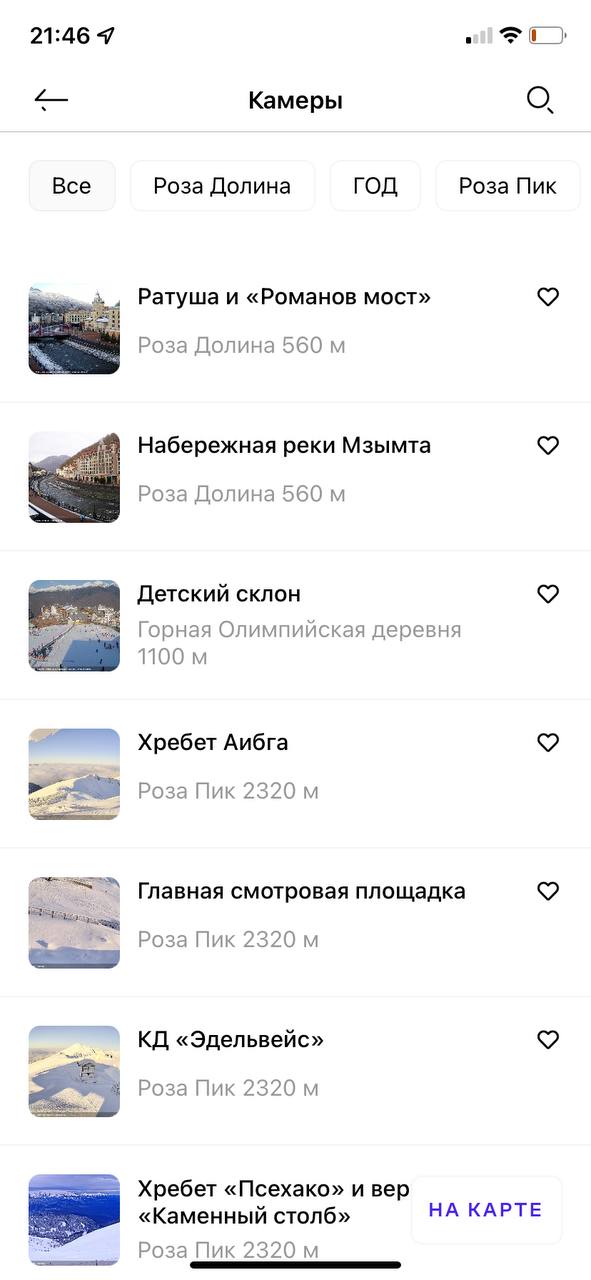 21:46
Камеры
Все
Роза Долина
ГОД
Роза Пик
Ратуша и «Романов мост»
Роза Долина 560 м
Набережная реки Мзымта
Роза Долина 560 м
Детский склон
Горная Олимпийская деревня
1100 м
Хребет Аибга
Роза Пик 2320 м
Главная смотровая площадка
Роза Пик 2320 м
КД «Эдельвейс»
Роза Пик 2320 м
Хребет «Псехако» и вер
«Каменный столб»
Роза Пик 2320 м
НА КАРТЕ